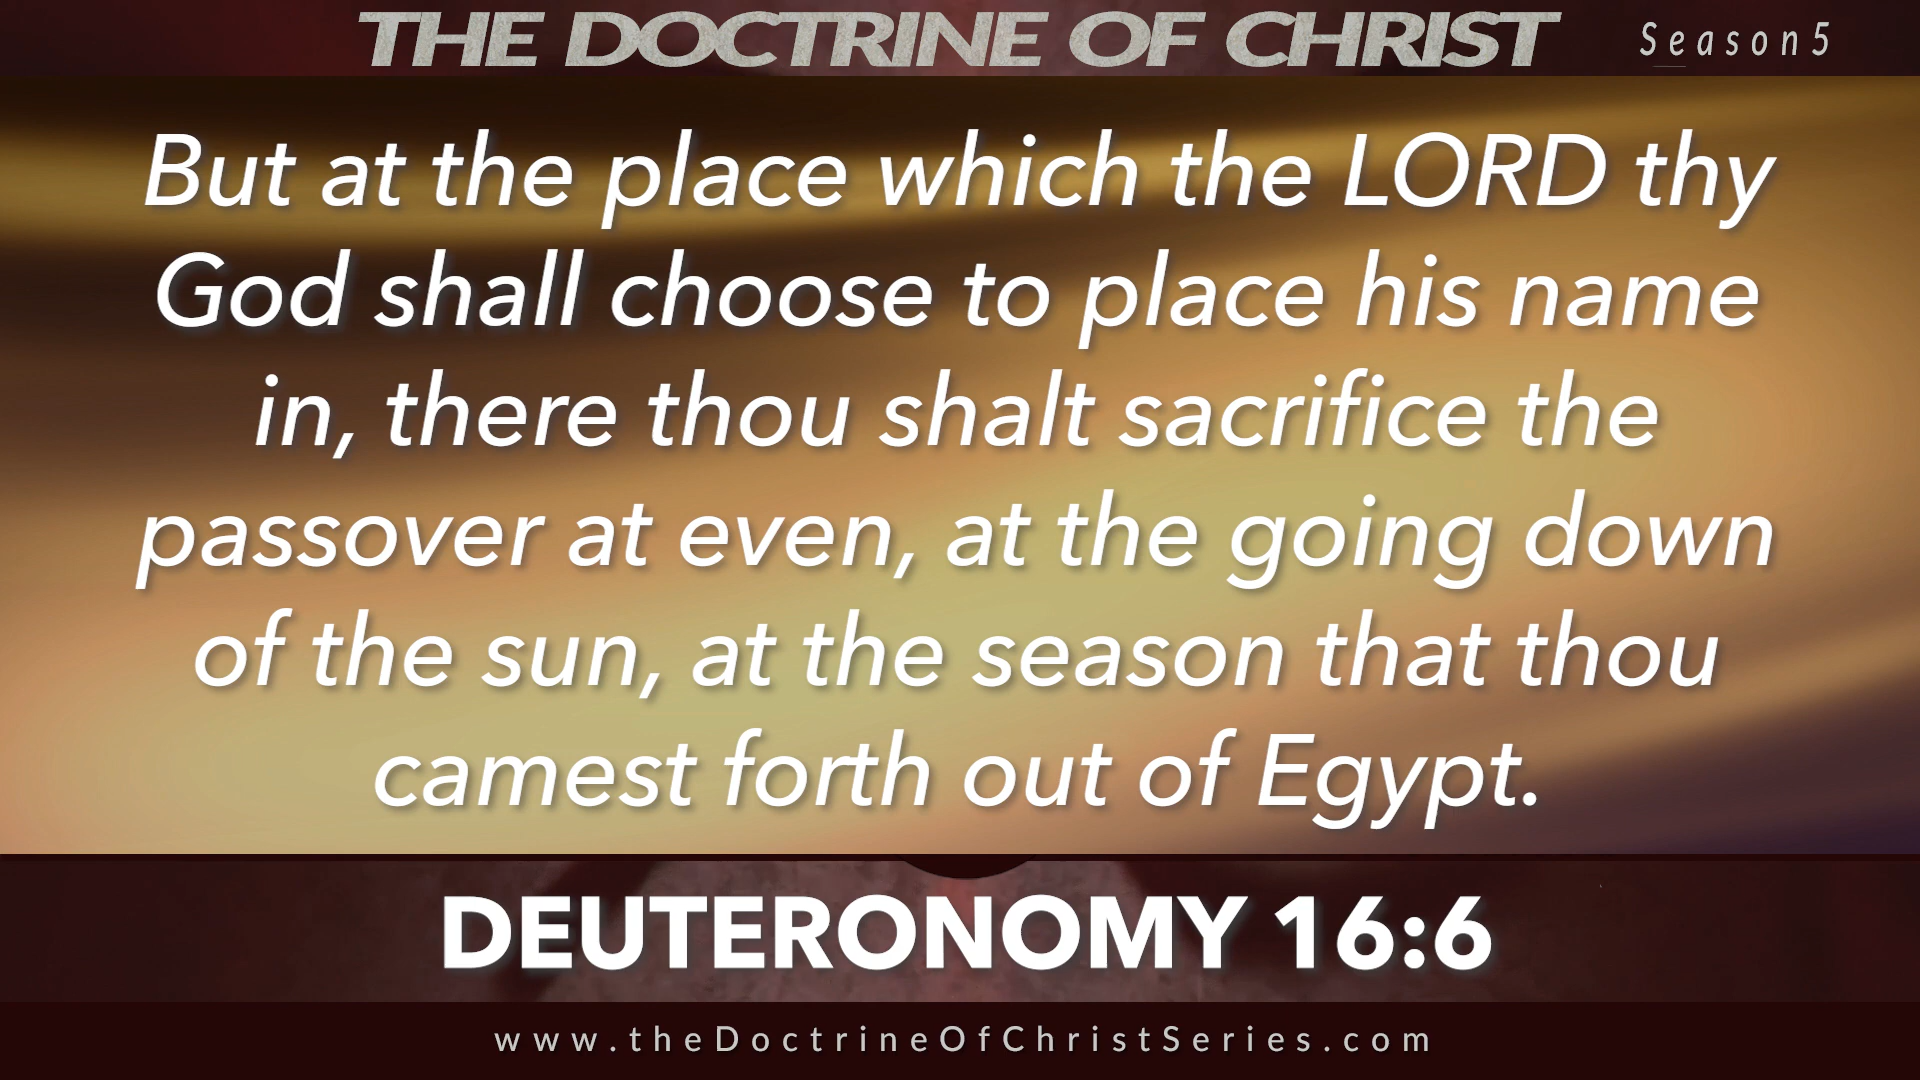 THE DOCTRINE OF CHRIST
Season5
But at the place which the LORD thy
God shall choose to place his name
in, there thou shalt sacrifice the
passover at even, at the going down
of the sun, at the season that thou
camest forth out of Egypt.
DEUTERONOMY 16:6
www.theDoctrineOfChristSeries.com